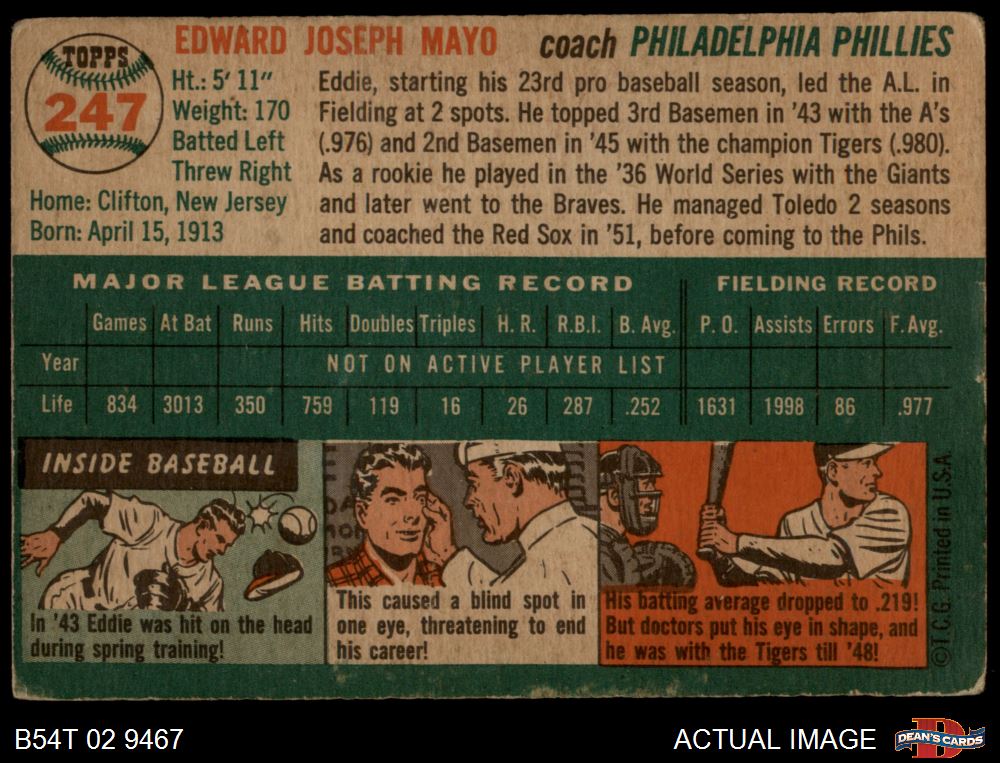 TOPPS
247
EDWARD JOSEPH MAYO coach PHILADELPHIA PHILLIES
Ht.: 5' 11"
Weight: 170
Batted Left
Threw Right
Home: Clifton, New Jersey
Born: April 15, 1913
Eddie, starting his 23rd pro baseball season, led the A.L. in
Fielding at 2 spots. He topped 3rd Basemen in '43 with the A's
(.976) and 2nd Basemen in '45 with the champion Tigers (.980).
As a rookie he played in the '36 World Series with the Giants
and later went to the Braves. He managed Toledo 2 seasons
and coached the Red Sox in '51, before coming to the Phils.
MAJOR LEAGUE BATTING RECORD FIELDING RECORD
Games At Bat Runs Hits Doubles Triples H. R. R.B.I. B. Avg. P. O. Assists Errors F. Avg.
Year NOT ON ACTIVE PLAYER LIST
Life 834 3013 350 759 119 16 26 287 .252 1631 1998 86 .977
INSIDE BASEBALL
In '43 Eddie was hit on the head
during spring training!
This caused a blind spot in
one eye, threatening to end
his career!
His batting average dropped to .219!
But doctors put his eye in shape, and
he was with the Tigers till '48!
©T.C.G. Printed in U.S.A.
B54T 02 9467
ACTUAL IMAGE
DEAN'S CARDS